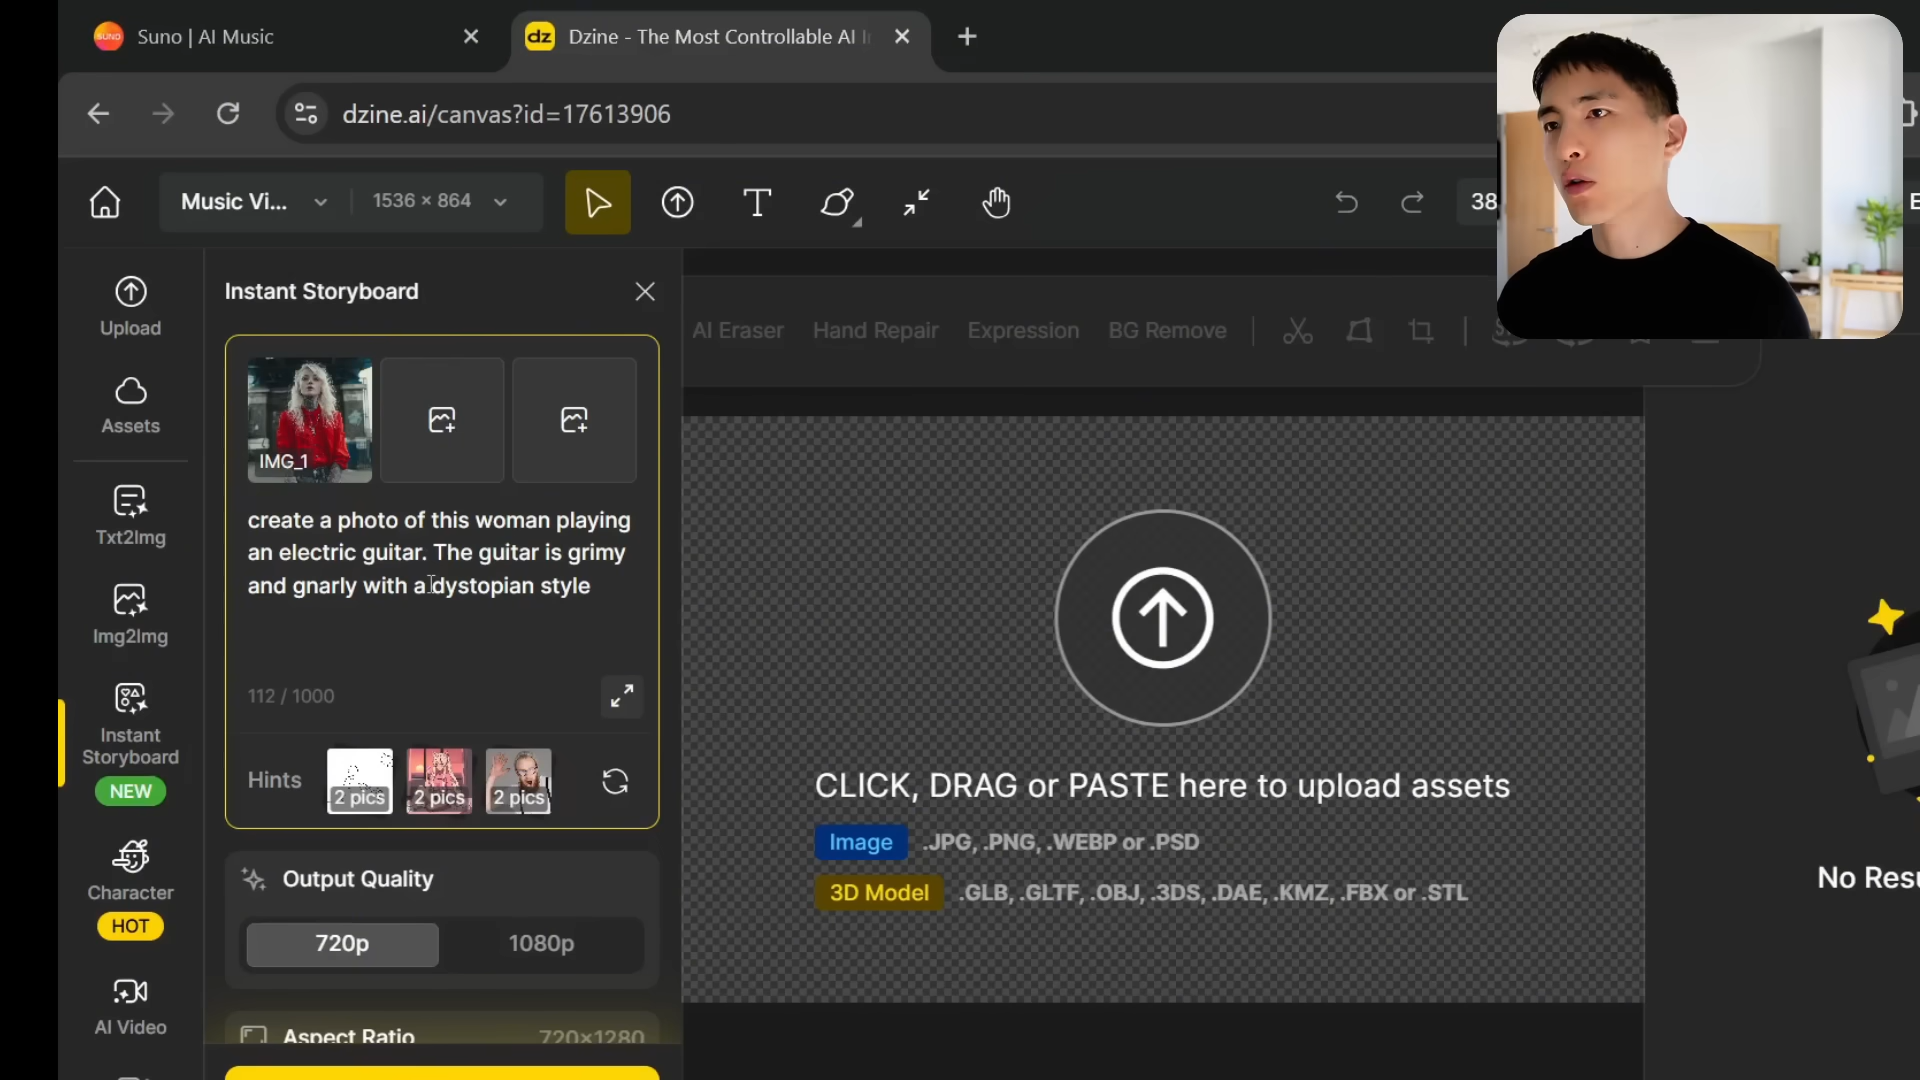 Suno | AI Music
dz
Dzine - The Most Controllable AI
dzine.ai/canvas?id=17613906
Music Vi...
1536 × 864
T
38
Upload
Assets
Txt2Img
Img2Img
Instant
Storyboard
NEW
Character
HOT
AI Video
Instant Storyboard
IMG_1
create a photo of this woman playing
an electric guitar. The guitar is grimy
and gnarly with a dystopian style
112 / 1000
Hints
2 pics
2 pics
2 pics
Output Quality
720p
1080p
Aspect Ratio
720×1280
AI Eraser
Hand Repair
Expression
BG Remove
CLICK, DRAG or PASTE here to upload assets
Image
.JPG, .PNG, .WEBP or .PSD
3D Model
.GLB, .GLTF, .OBJ, .3DS, .DAE, .KMZ, .FBX or .STL
No